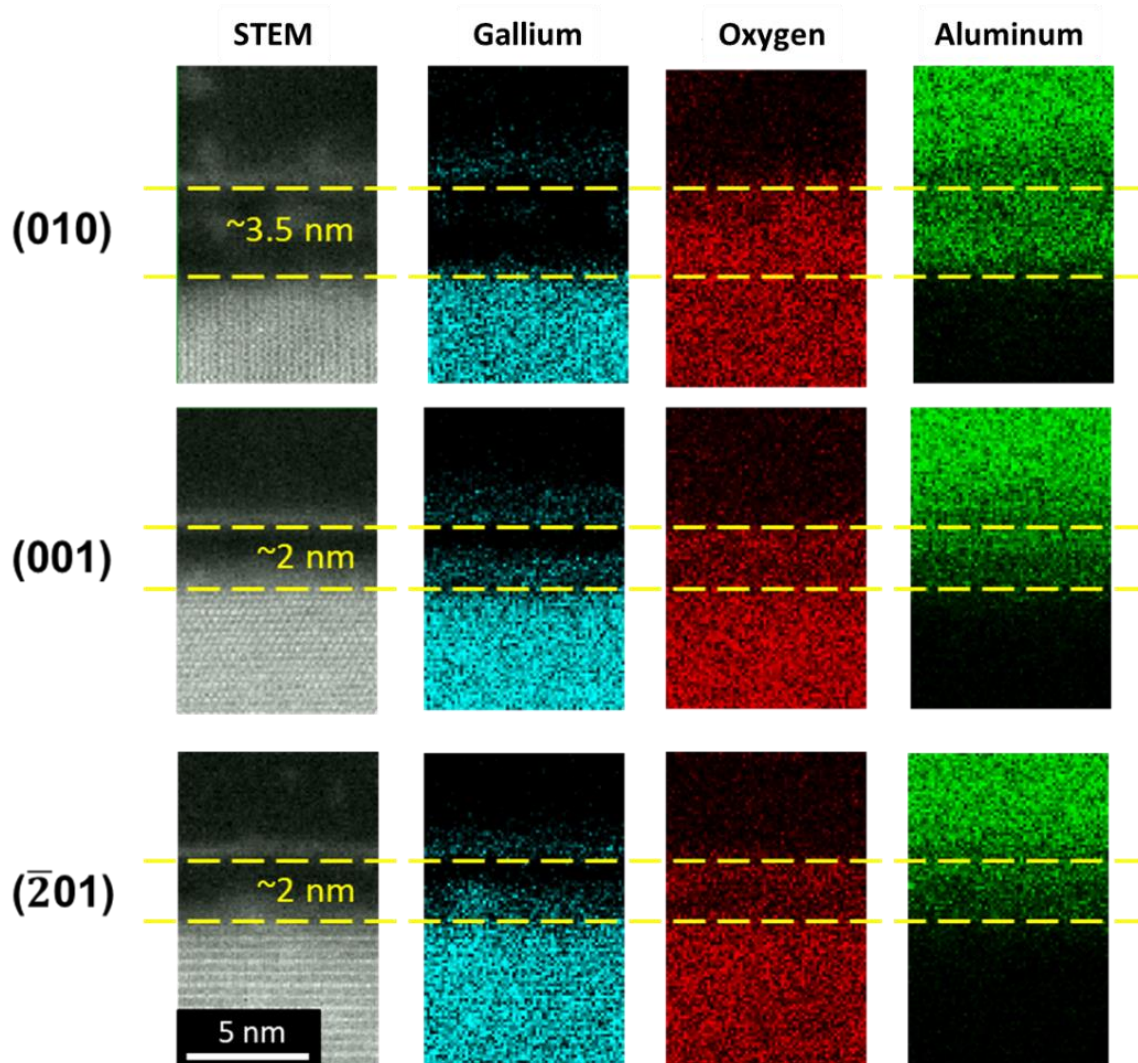 STEM Gallium Oxygen Aluminum
(010) ~3.5 nm
(001) ~2 nm
(2̅01) ~2 nm
5 nm